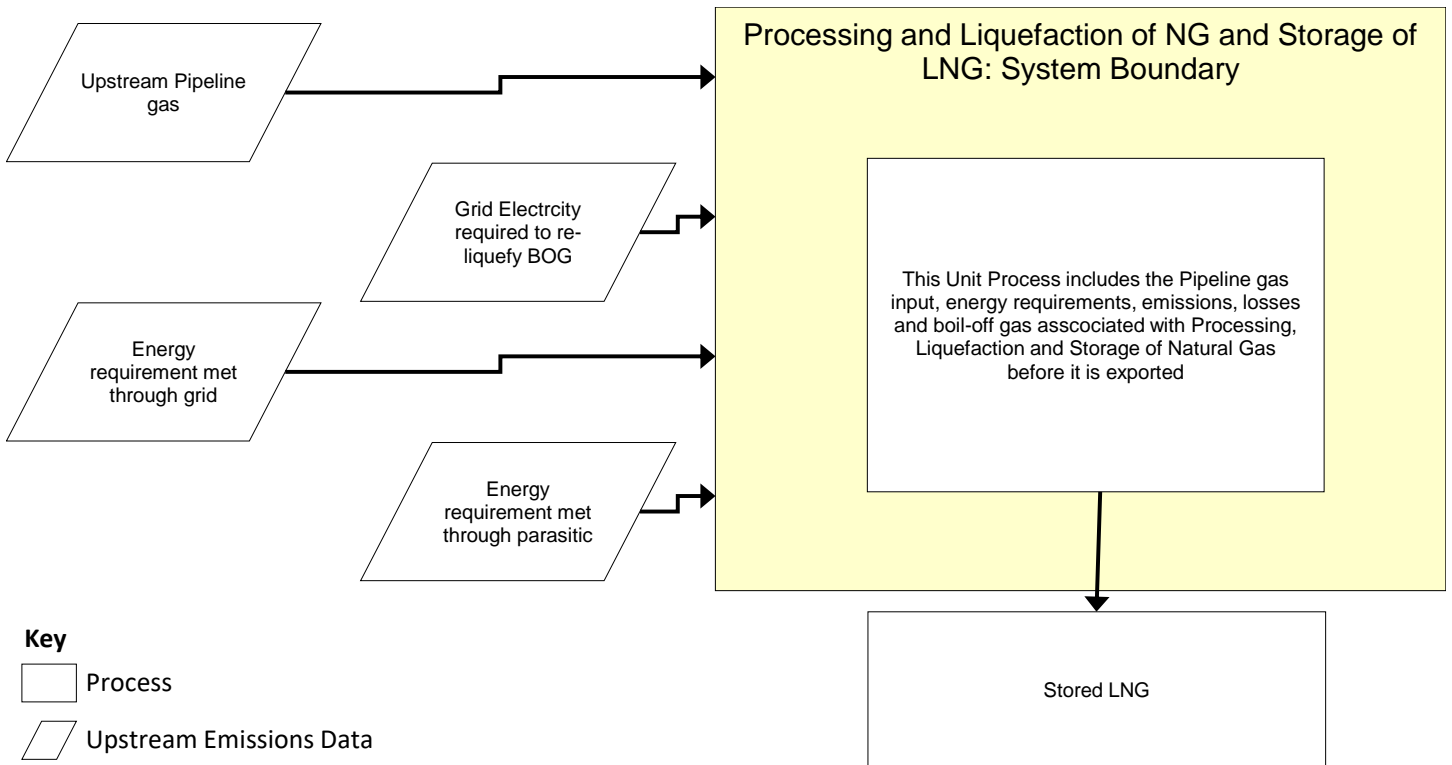 Processing and Liquefaction of NG and Storage of
LNG: System Boundary
Upstream Pipeline
gas
Grid Electrcity
required to re-
liquefy BOG
Energy
requirement met
through grid
Energy
requirement met
through parasitic
This Unit Process includes the Pipeline gas
input, energy requirements, emissions, losses
and boil-off gas asscociated with Processing,
Liquefaction and Storage of Natural Gas
before it is exported
Stored LNG
Key
Process
Upstream Emissions Data